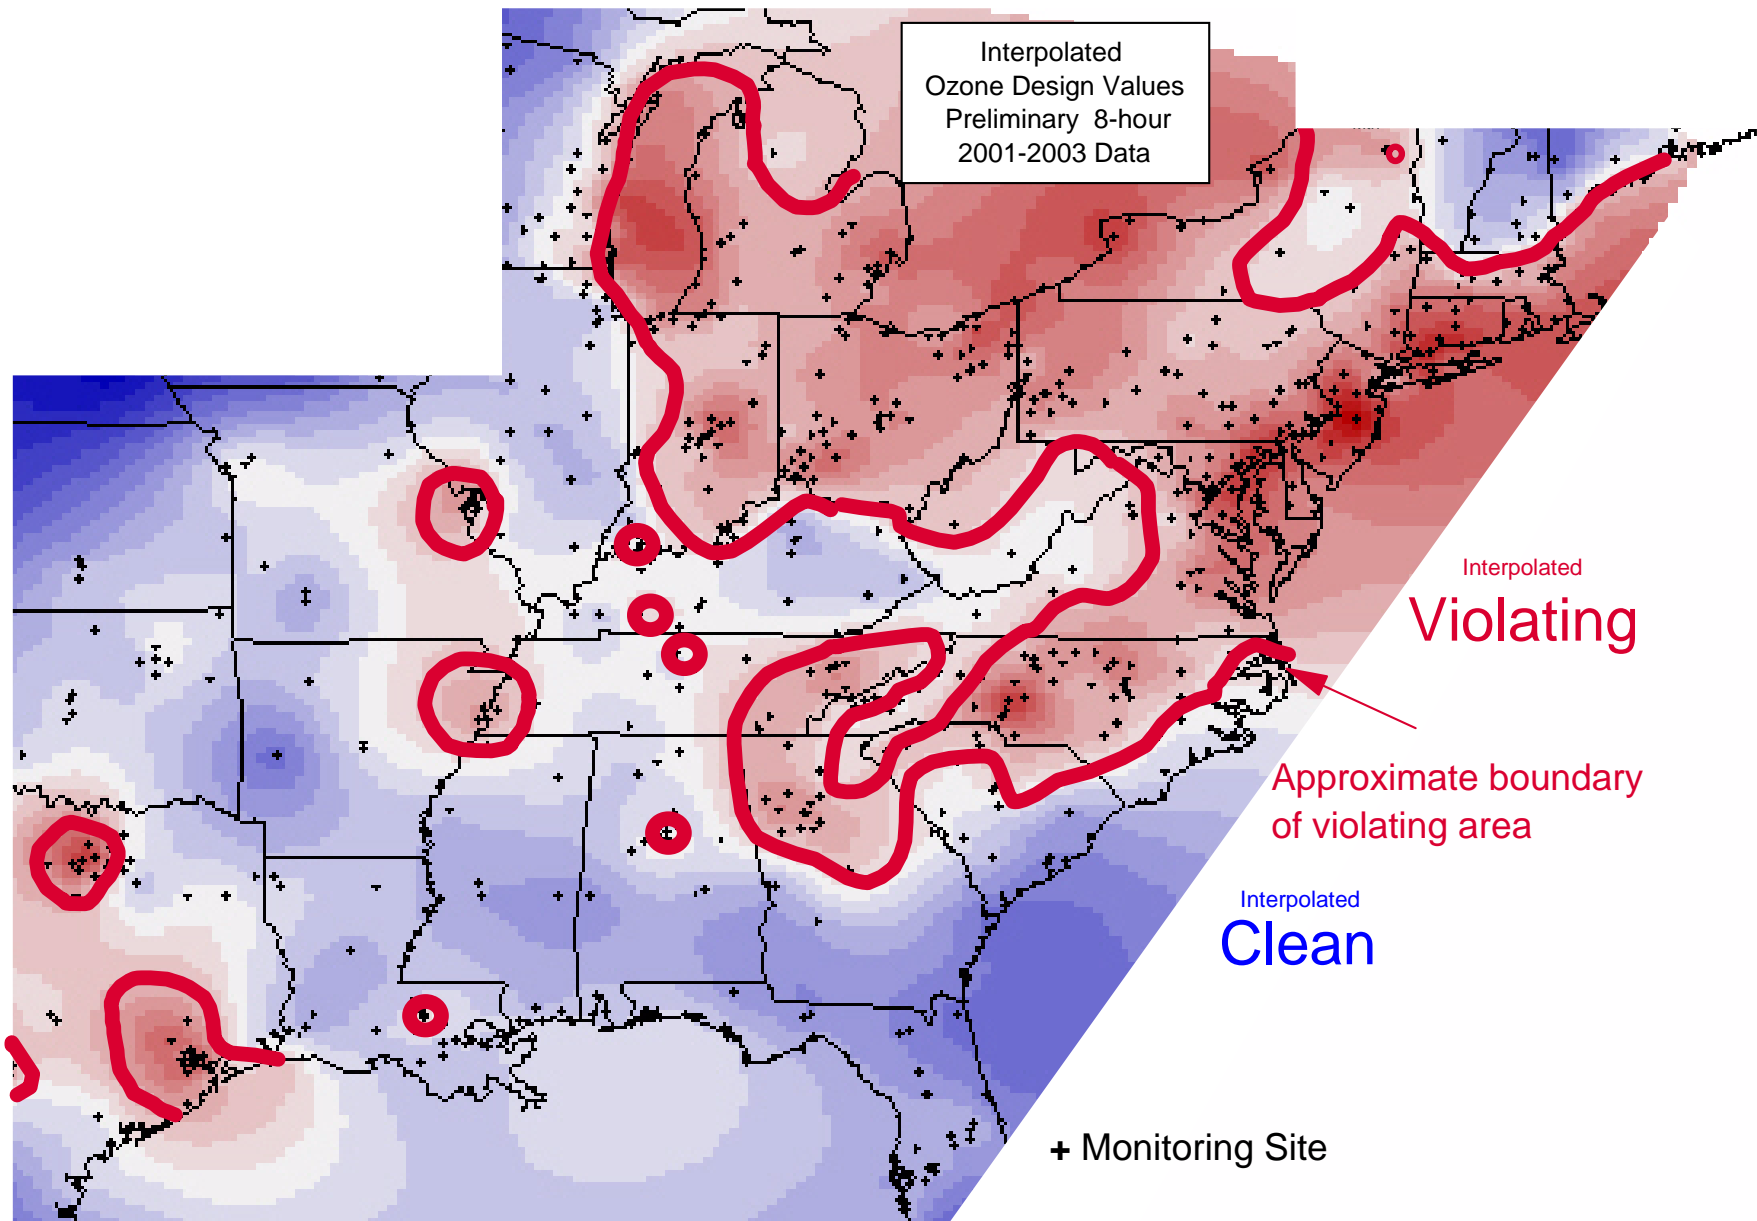 Interpolated
Ozone Design Values
Preliminary 8-hour
2001-2003 Data
Interpolated
Violating
Approximate boundary
of violating area
Interpolated
Clean
+ Monitoring Site